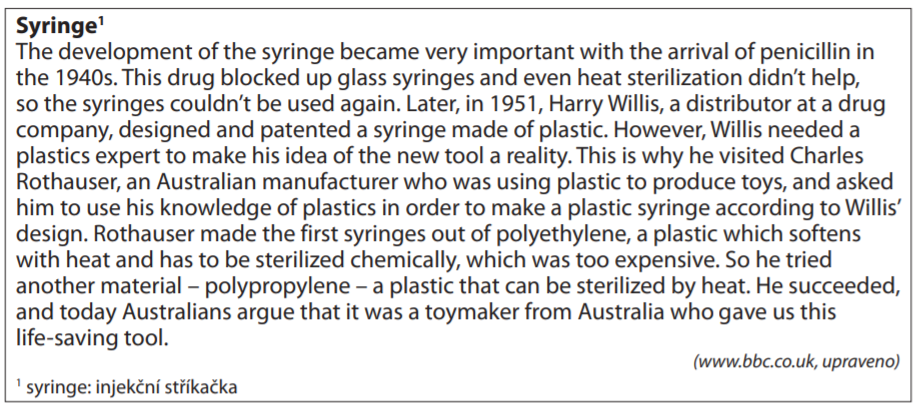 Syringe¹
The development of the syringe became very important with the arrival of penicillin in
the 1940s. This drug blocked up glass syringes and even heat sterilization didn’t help,
so the syringes couldn’t be used again. Later, in 1951, Harry Willis, a distributor at a drug
company, designed and patented a syringe made of plastic. However, Willis needed a
plastics expert to make his idea of the new tool a reality. This is why he visited Charles
Rothauser, an Australian manufacturer who was using plastic to produce toys, and asked
him to use his knowledge of plastics in order to make a plastic syringe according to Willis’
design. Rothauser made the first syringes out of polyethylene, a plastic which softens
with heat and has to be sterilized chemically, which was too expensive. So he tried
another material – polypropylene – a plastic that can be sterilized by heat. He succeeded,
and today Australians argue that it was a toymaker from Australia who gave us this
life-saving tool.
(www.bbc.co.uk, upraveno)
¹ syringe: injekční stříkačka